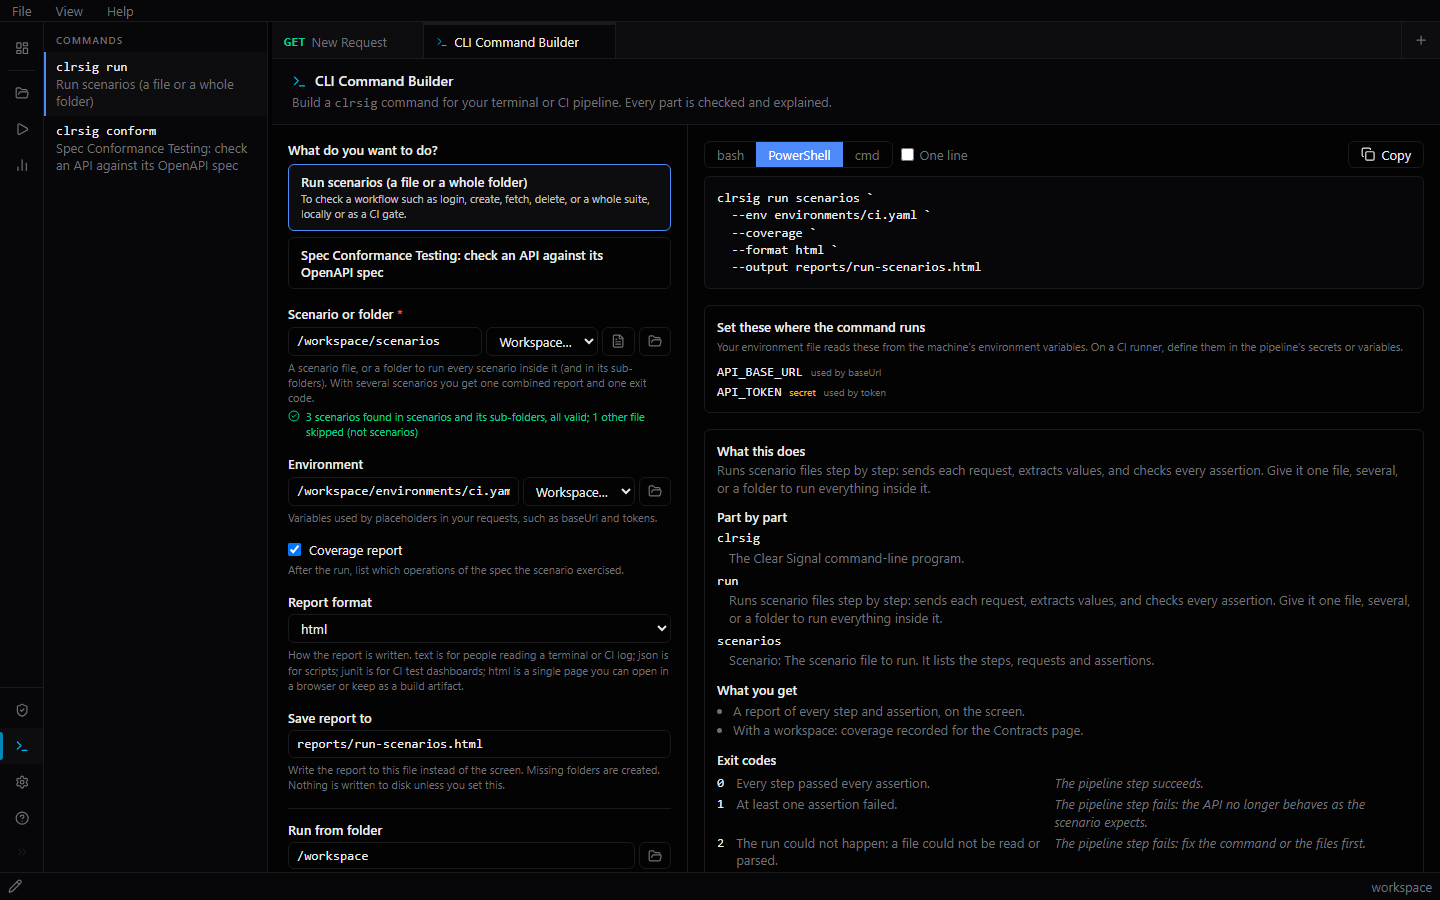 File View Help
COMMANDS
clrsig run
Run scenarios (a file or a whole
folder)
clrsig conform
Spec Conformance Testing: check
an API against its OpenAPI spec
GET New Request
CLI Command Builder
CLI Command Builder
Build a clrsig command for your terminal or CI pipeline. Every part is checked and explained.
What do you want to do?
Run scenarios (a file or a whole folder)
To check a workflow such as login, create, fetch, delete, or a whole suite,
locally or as a CI gate.
Spec Conformance Testing: check an API against its
OpenAPI spec
Scenario or folder *
/workspace/scenarios Workspace...
A scenario file, or a folder to run every scenario inside it (and in its sub-
folders). With several scenarios you get one combined report and one exit
code.
3 scenarios found in scenarios and its sub-folders, all valid; 1 other file
skipped (not scenarios)
Environment
/workspace/environments/ci.yam Workspace...
Variables used by placeholders in your requests, such as baseUrl and tokens.
Coverage report
After the run, list which operations of the spec the scenario exercised.
Report format
html
How the report is written. text is for people reading a terminal or CI log; json is
for scripts; junit is for CI test dashboards; html is a single page you can open in
a browser or keep as a build artifact.
Save report to
reports/run-scenarios.html
Write the report to this file instead of the screen. Missing folders are created.
Nothing is written to disk unless you set this.
Run from folder
/workspace
bash PowerShell cmd One line Copy
clrsig run scenarios `
--env environments/ci.yaml `
--coverage `
--format html `
--output reports/run-scenarios.html
Set these where the command runs
Your environment file reads these from the machine's environment variables. On a CI runner, define them in the pipeline's secrets or variables.
API_BASE_URL used by baseUrl
API_TOKEN secret used by token
What this does
Runs scenario files step by step: sends each request, extracts values, and checks every assertion. Give it one file, several,
or a folder to run everything inside it.
Part by part
clrsig
The Clear Signal command-line program.
run
Runs scenario files step by step: sends each request, extracts values, and checks every assertion. Give it one file, several,
or a folder to run everything inside it.
scenarios
Scenario: The scenario file to run. It lists the steps, requests and assertions.
What you get
A report of every step and assertion, on the screen.
With a workspace: coverage recorded for the Contracts page.
Exit codes
0 Every step passed every assertion. The pipeline step succeeds.
1 At least one assertion failed. The pipeline step fails: the API no longer behaves as the
scenario expects.
2 The run could not happen: a file could not be read or The pipeline step fails: fix the command or the files first.
parsed.
workspace